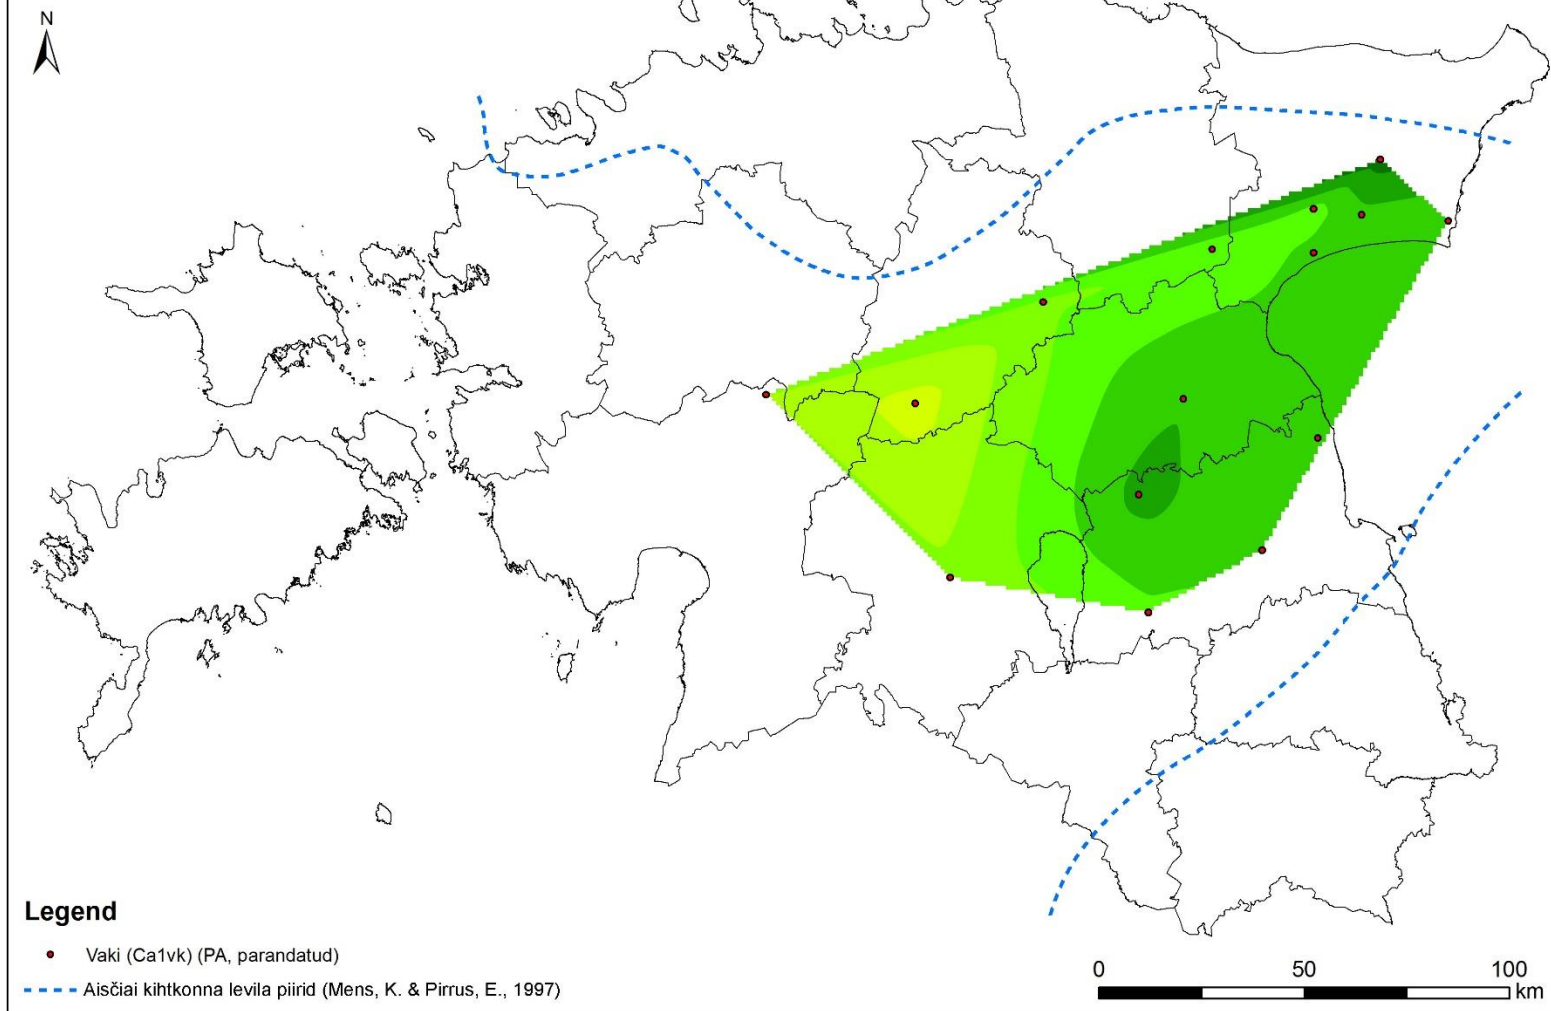 N
Legend
Vaki (Ca1vk) (PA, parandatud)
Aisčiai kihtkonna levila piirid (Mens, K. & Pirrus, E., 1997)
0 50 100
km